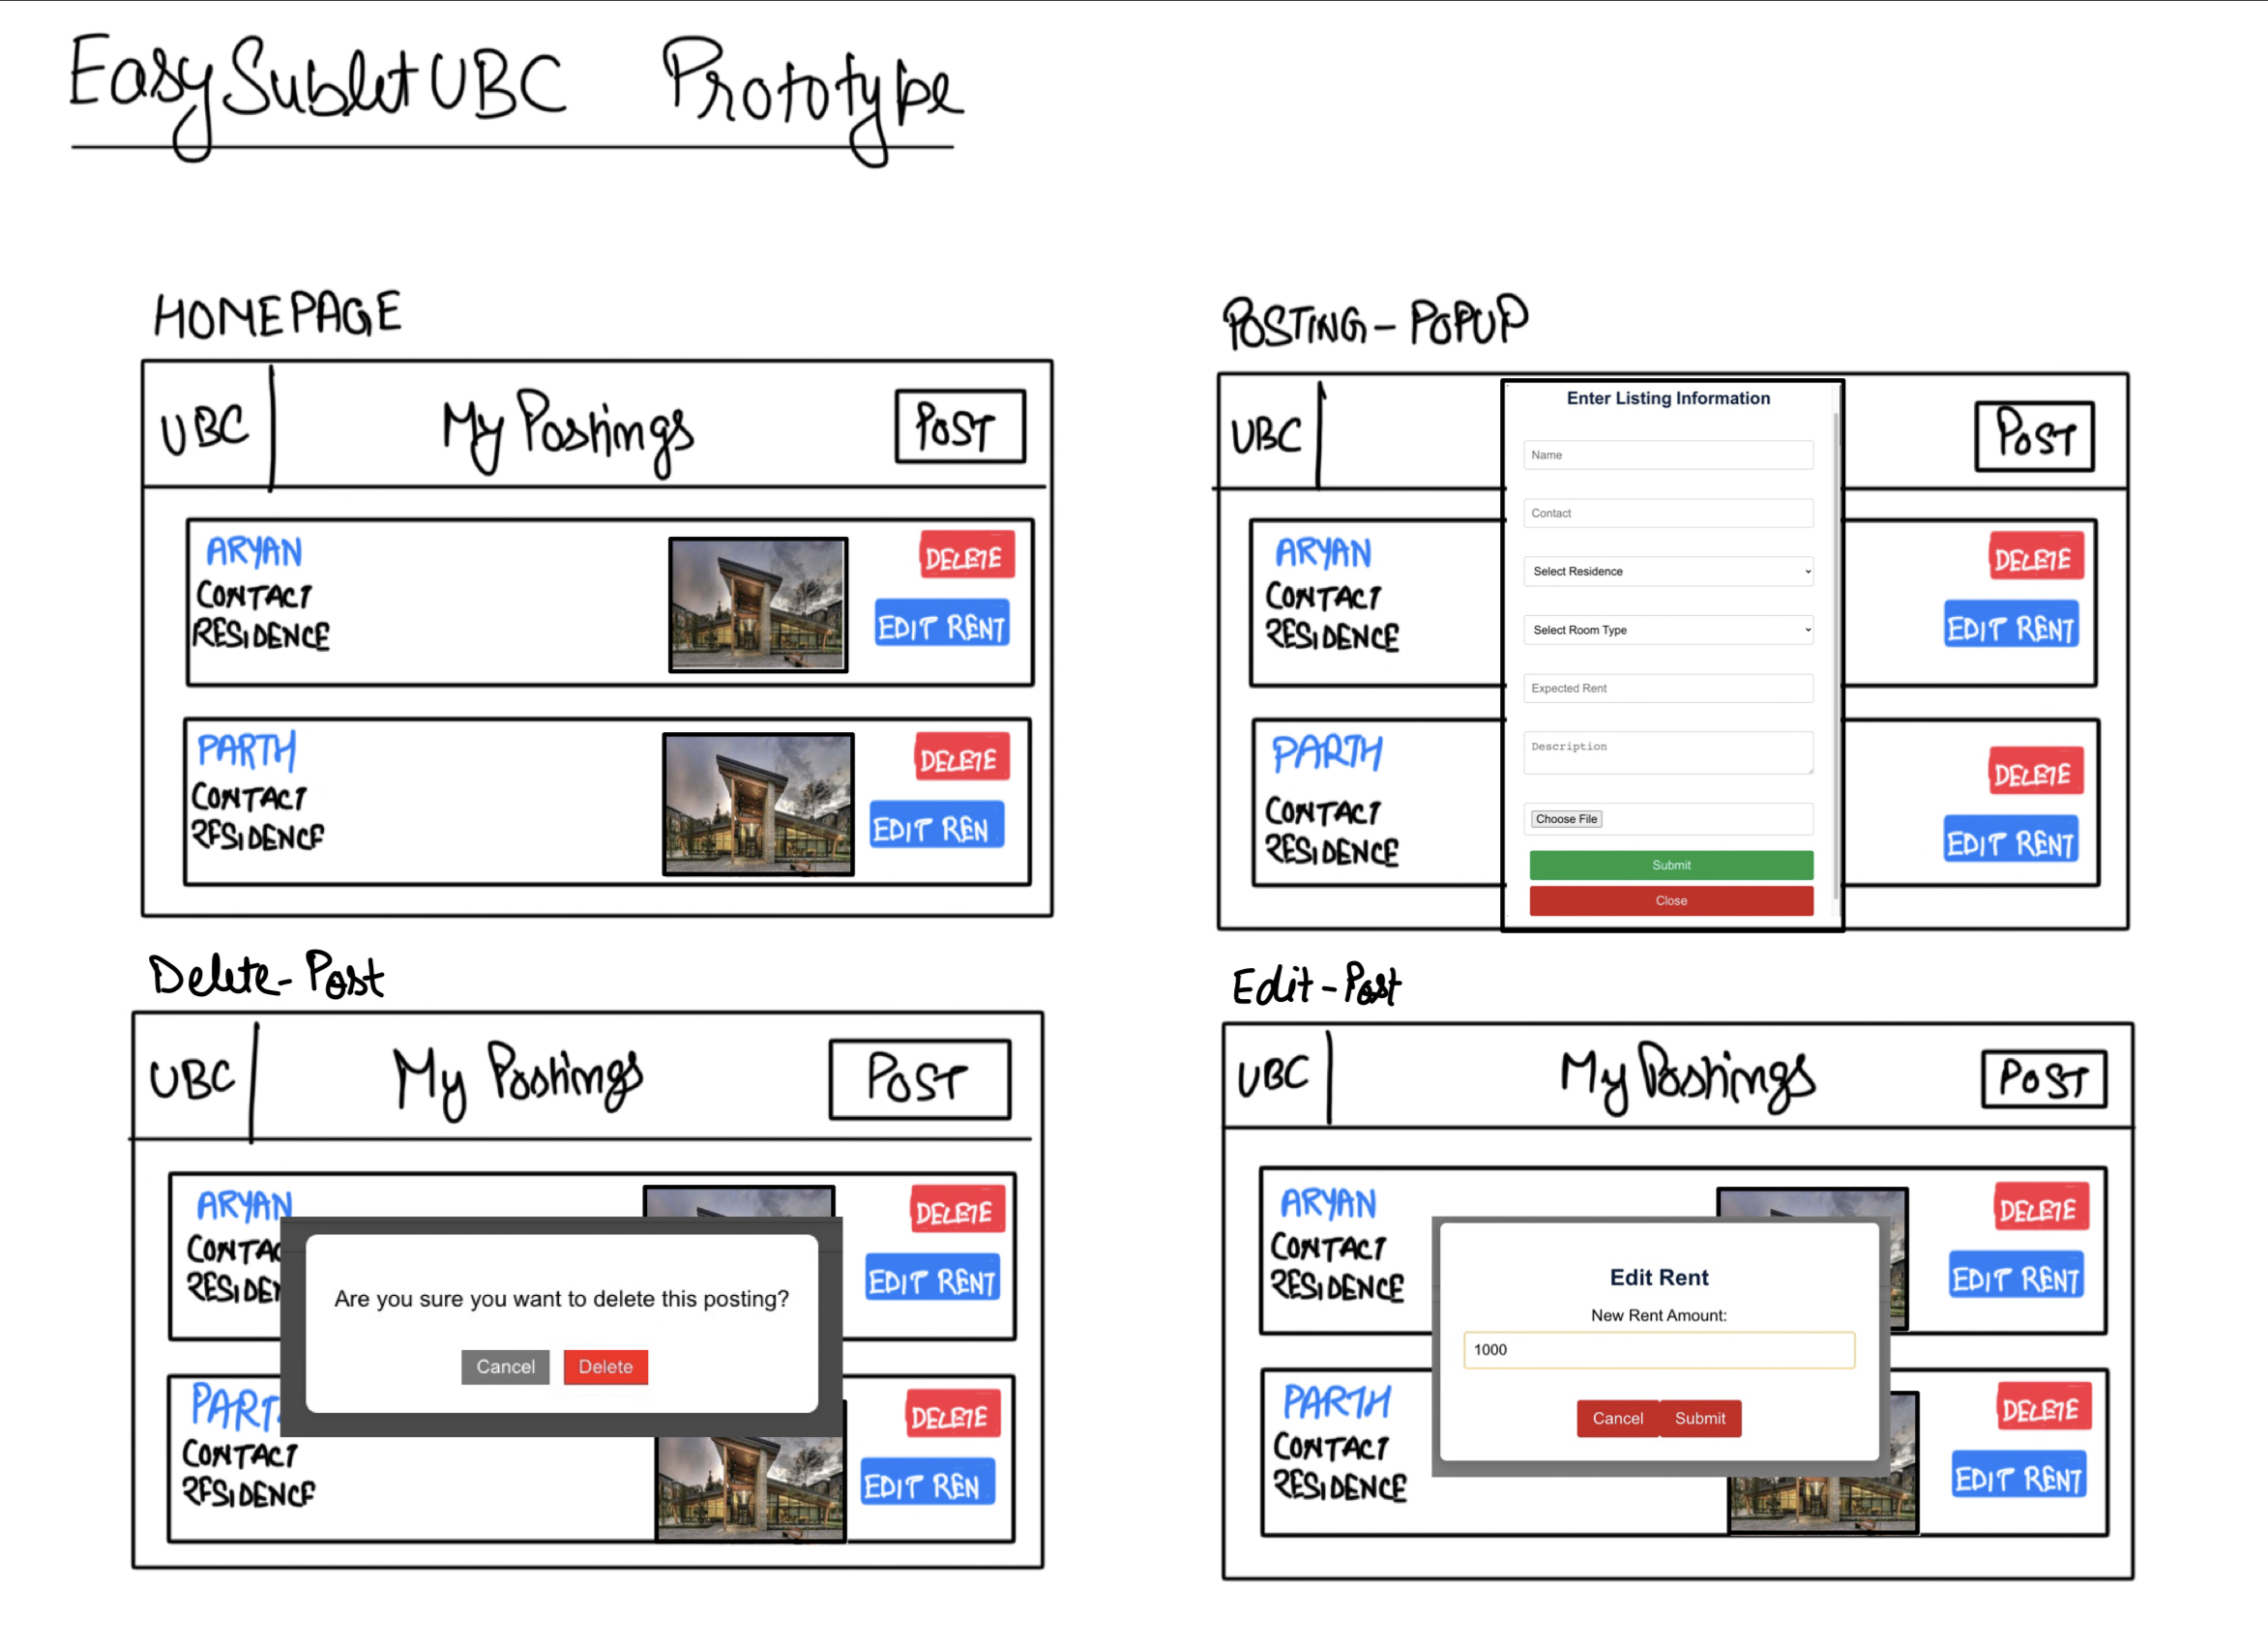 EasySubletUBC Prototype
HOMEPAGE
UBC My Postings POST
ARYAN
CONTACT
RESIDENCE
DELETE
EDIT RENT
PARTH
CONTACT
RESIDENCE
DELETE
EDIT REN
POSTING-POPUP
UBC POST
ARYAN
CONTACT
RESIDENCE
DELETE
EDIT RENT
PARTH
CONTACT
RESIDENCE
DELETE
EDIT RENT
Enter Listing Information
Name
Contact
Select Residence
Select Room Type
Expected Rent
Description
Choose File
Submit
Close
Delete-Post
UBC My Postings POST
ARYAN
CONTAC
RESIDEN
DELETE
EDIT RENT
Are you sure you want to delete this posting?
Cancel Delete
PART
CONTACT
RESIDENCE
DELETE
EDIT REN
Edit-Post
UBC My Postings POST
ARYAN
CONTACT
RESIDENCE
DELETE
EDIT RENT
Edit Rent
New Rent Amount:
1000
Cancel Submit
PARTH
CONTACT
RESIDENCE
DELETE
EDIT RENT